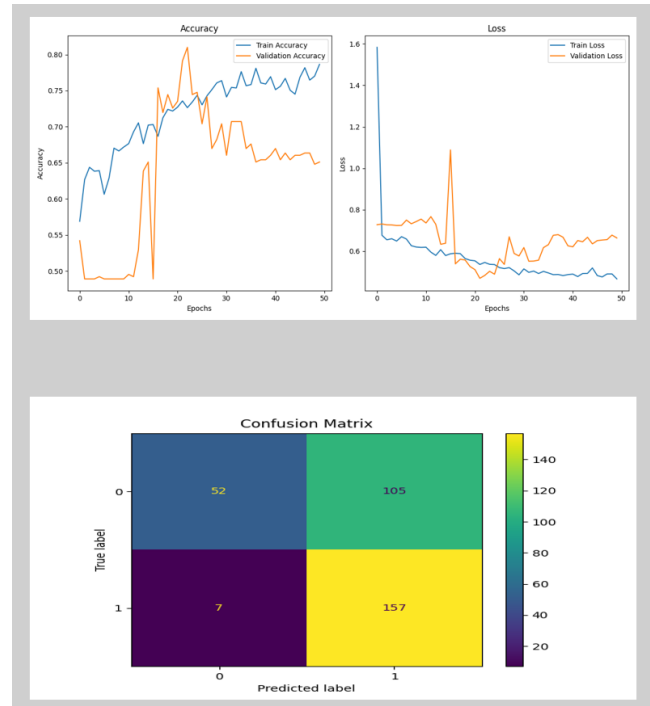 Accuracy
Train Accuracy
Validation Accuracy
0.80
0.75
0.70
0.65
0.60
0.55
0.50
Accuracy
0 10 20 30 40 50
Epochs
Loss
Train Loss
Validation Loss
1.6
1.4
1.2
1.0
0.8
0.6
Loss
0 10 20 30 40 50
Epochs
Confusion Matrix
True label
0
52 105
1
7 157
0 1
Predicted label
140
120
100
80
60
40
20